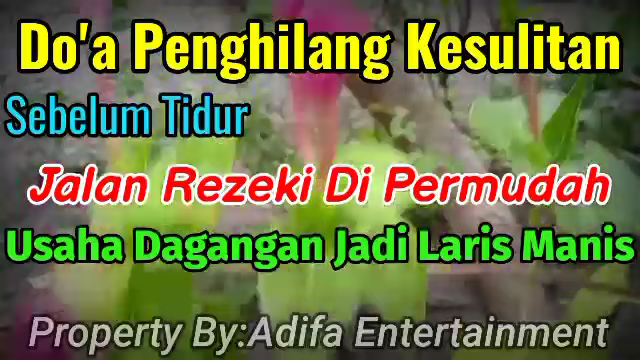 Do'a Penghilang Kesulitan
Sebelum Tidur
Jalan Rezeki Di Permudah
Usaha Dagangan Jadi Laris Manis
Property By:Adifa Entertainment